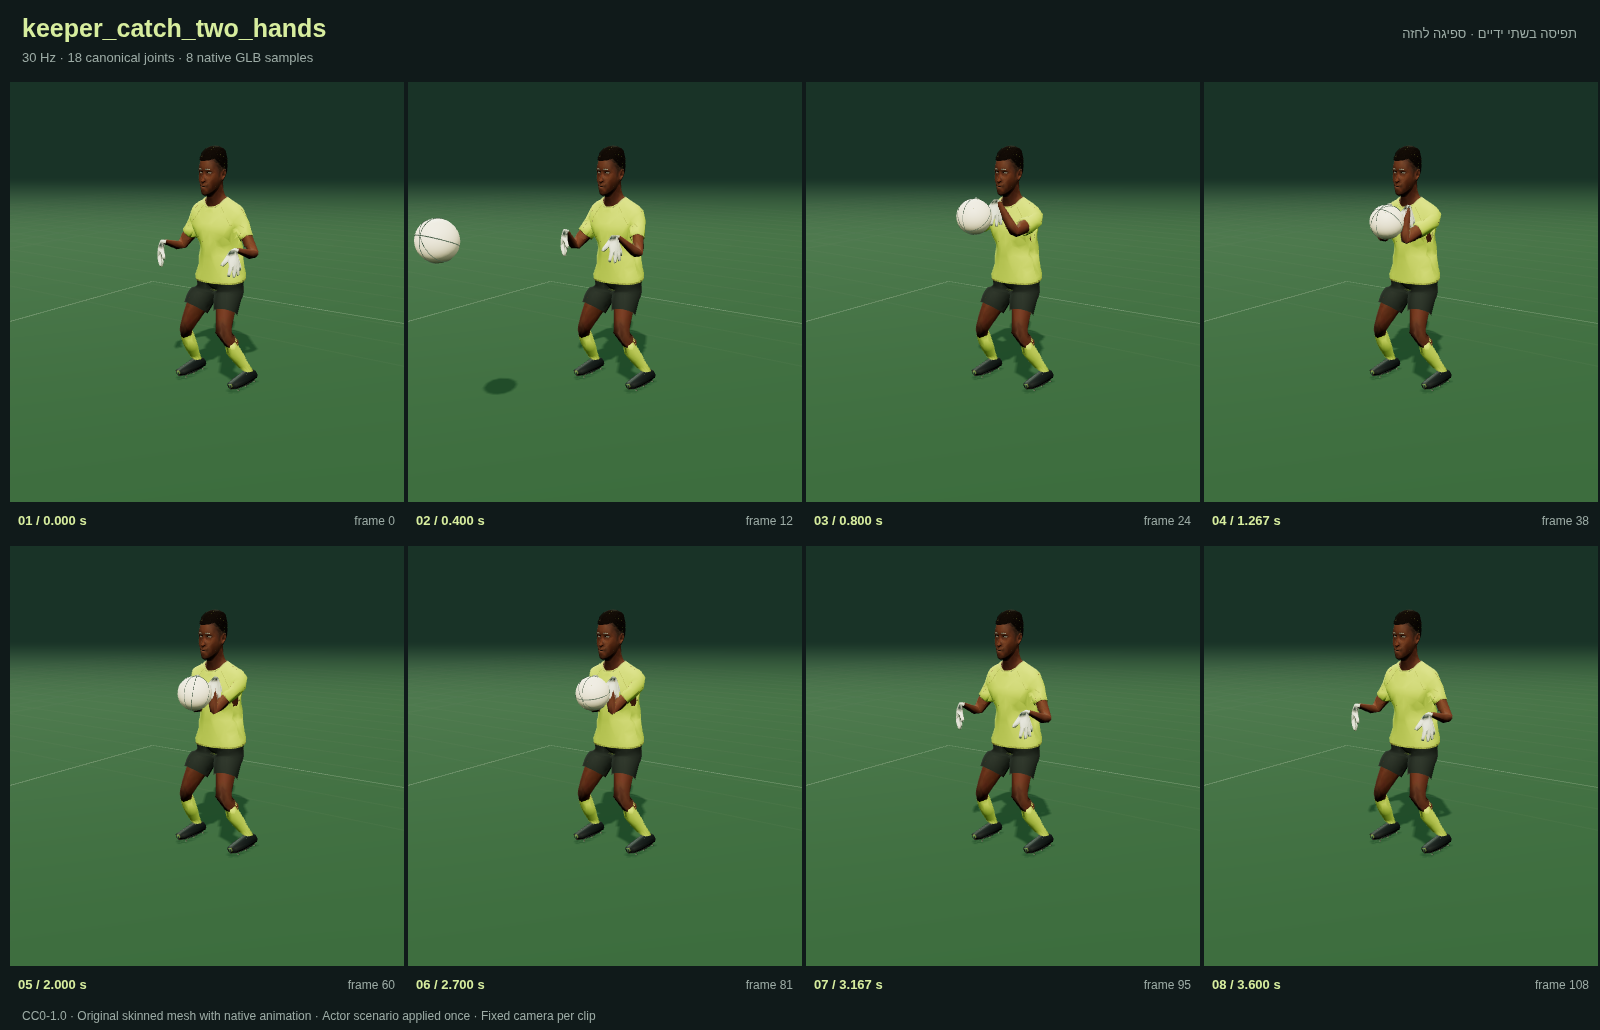 keeper_catch_two_hands
תפיסה בשתי ידיים · ספיגה לחזה
30 Hz · 18 canonical joints · 8 native GLB samples
01 / 0.000 s frame 0
02 / 0.400 s frame 12
03 / 0.800 s frame 24
04 / 1.267 s frame 38
05 / 2.000 s frame 60
06 / 2.700 s frame 81
07 / 3.167 s frame 95
08 / 3.600 s frame 108
CC0-1.0 · Original skinned mesh with native animation · Actor scenario applied once · Fixed camera per clip